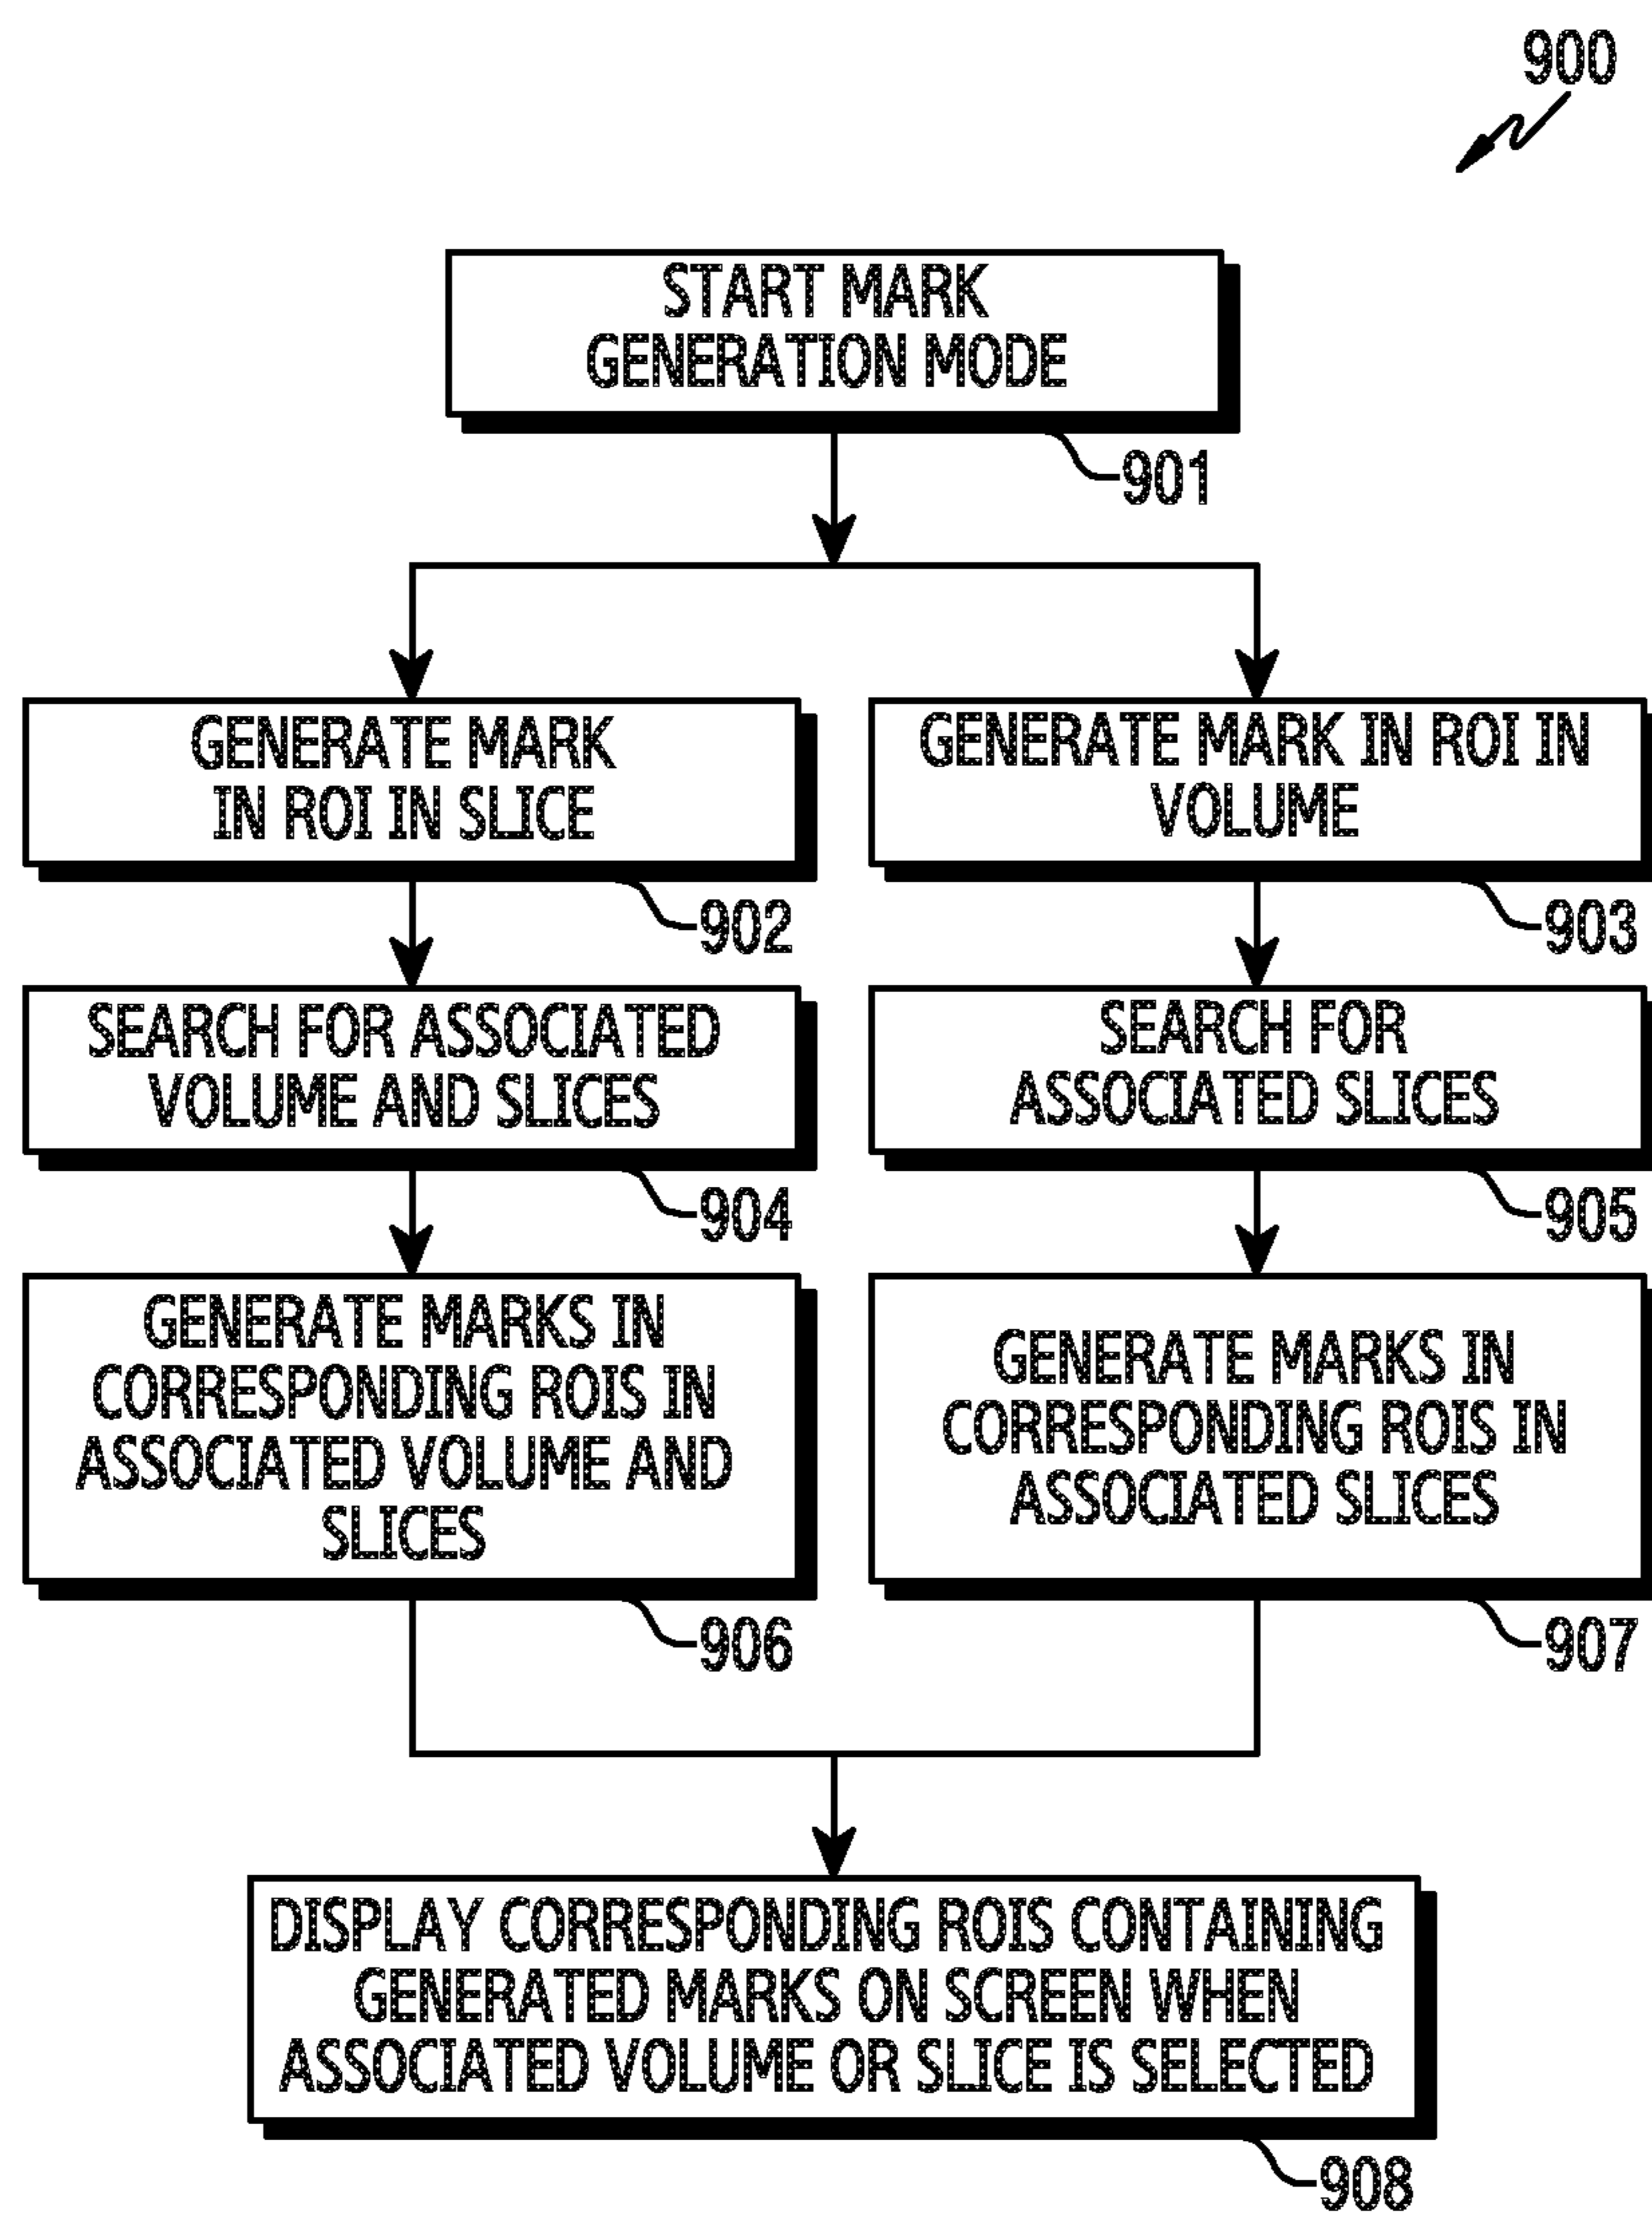 900
START MARK
GENERATION MODE
901
GENERATE MARK
IN ROI IN SLICE
902
GENERATE MARK IN ROI IN
VOLUME
903
SEARCH FOR ASSOCIATED
VOLUME AND SLICES
904
SEARCH FOR
ASSOCIATED SLICES
905
GENERATE MARKS IN
CORRESPONDING ROIS IN
ASSOCIATED VOLUME AND
SLICES
906
GENERATE MARKS IN
CORRESPONDING ROIS IN
ASSOCIATED SLICES
907
DISPLAY CORRESPONDING ROIS CONTAINING
GENERATED MARKS ON SCREEN WHEN
ASSOCIATED VOLUME OR SLICE IS SELECTED
908